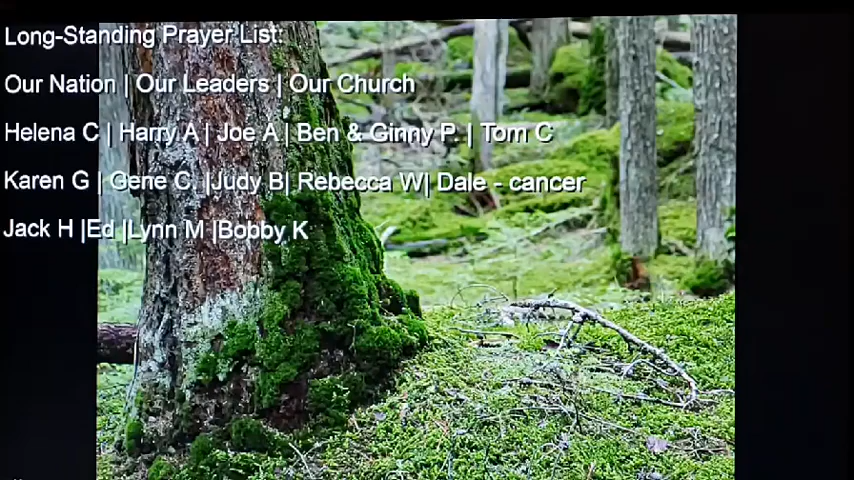 Long-Standing Prayer List:
Our Nation | Our Leaders | Our Church
Helena C | Harry A | Joe A | Ben & Ginny P. | Tom C
Karen G | Gene C. |Judy B | Rebecca W| Dale - cancer
Jack H |Ed |Lynn M | Bobby K